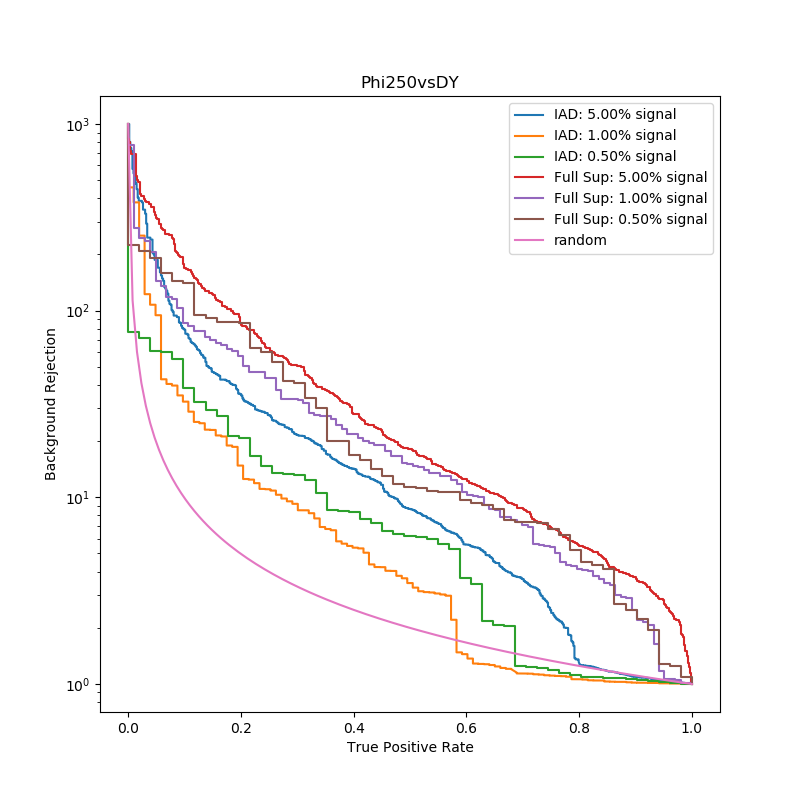 Phi250vsDY
IAD: 5.00% signal
IAD: 1.00% signal
IAD: 0.50% signal
Full Sup: 5.00% signal
Full Sup: 1.00% signal
Full Sup: 0.50% signal
random
Background Rejection
10³
10²
10¹
10⁰
0.0 0.2 0.4 0.6 0.8 1.0
True Positive Rate